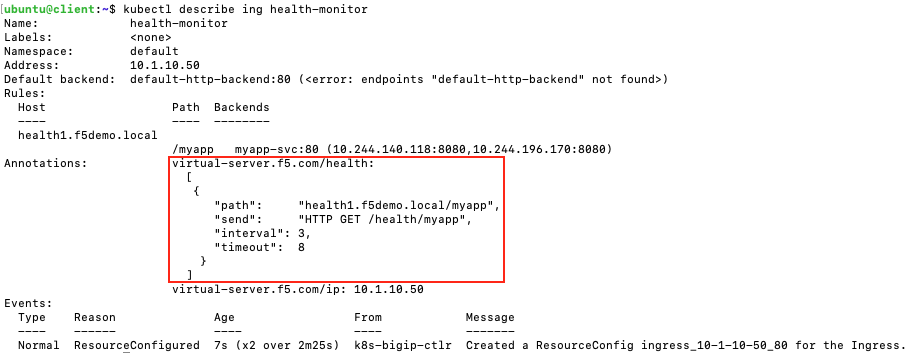 [ubuntu@client:~$ kubectl describe ing health-monitor
Name:             health-monitor
Labels:           <none>
Namespace:        default
Address:          10.1.10.50
Default backend:  default-http-backend:80 (<error: endpoints "default-http-backend" not found>)
Rules:
  Host                  Path  Backends
  ----                  ----  --------
  health1.f5demo.local
                        /myapp   myapp-svc:80 (10.244.140.118:8080,10.244.196.170:8080)
Annotations:            virtual-server.f5.com/health:
                          [
                           {
                              "path":     "health1.f5demo.local/myapp",
                              "send":     "HTTP GET /health/myapp",
                              "interval": 3,
                              "timeout":  8
                            }
                          ]
                        virtual-server.f5.com/ip: 10.1.10.50
Events:
  Type    Reason              Age                  From             Message
  ----    ------              ----                 ----             -------
  Normal  ResourceConfigured  7s (x2 over 2m25s)  k8s-bigip-ctlr  Created a ResourceConfig ingress_10-1-10-50_80 for the Ingress.